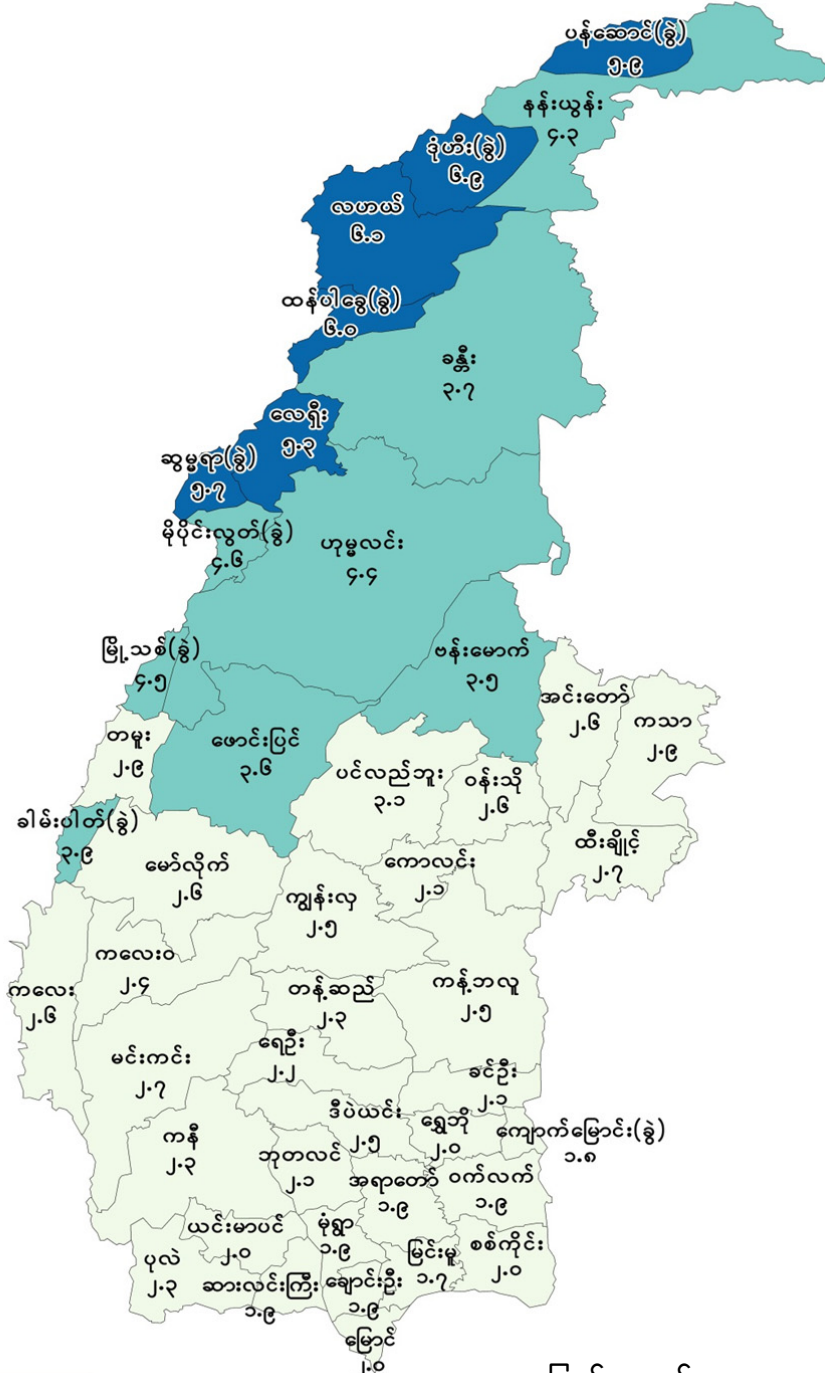 ပန်ဆောင်(ခွဲ)
၅.၉
နန်းယွန်း
၄.၃
ဒုံဟီး(ခွဲ)
၆.၉
လဟယ်
၆.၁
ထန်ပါခွေ(ခွဲ)
၆.၀
ခန္တီး
၃.၇
လေရှီး
၅.၃
ဆွမ္မရာ(ခွဲ)
၅.၇
မိုပိုင်းလွတ်(ခွဲ)
၄.၆
ဟုမ္မလင်း
၄.၄
မြို့သစ်(ခွဲ)
၄.၅
ဗန်းမောက်
၃.၅
အင်းတော်
၂.၆
ကသာ
၂.၉
တမူး
၂.၉
ဖောင်းပြင်
၃.၆
ပင်လည်ဘူး
၃.၁
ဝန်းသို
၂.၆
ခါမ်းပါတ်(ခွဲ)
၃.၉
မော်လိုက်
၂.၆
ကောလင်း
၂.၁
ထီးချိုင့်
၂.၇
ကျွန်းလှ
၂.၅
ကလေးဝ
၂.၄
ကလေး
၂.၆
တန့်ဆည်
၂.၃
ကန့်ဘလူ
၂.၅
မင်းကင်း
၂.၇
ရေဦး
၂.၂
ခင်ဦး
၂.၁
ဒီပဲယင်း
၂.၅
ရွှေဘို
၂.၀
ကျောက်မြောင်း(ခွဲ)
၁.၈
ကနီ
၂.၃
ဘုတလင်
၂.၁
အရာတော်
၁.၉
ဝက်လက်
၁.၉
ယင်းမာပင်
၂.၀
မုံရွာ
၁.၉
မြင်းမူ
၁.၇
စစ်ကိုင်း
၂.၀
ပုလဲ
၂.၃
ဆားလင်းကြီး
၁.၉
ချောင်းဦး
၁.၉
မြောင်
၂.၀